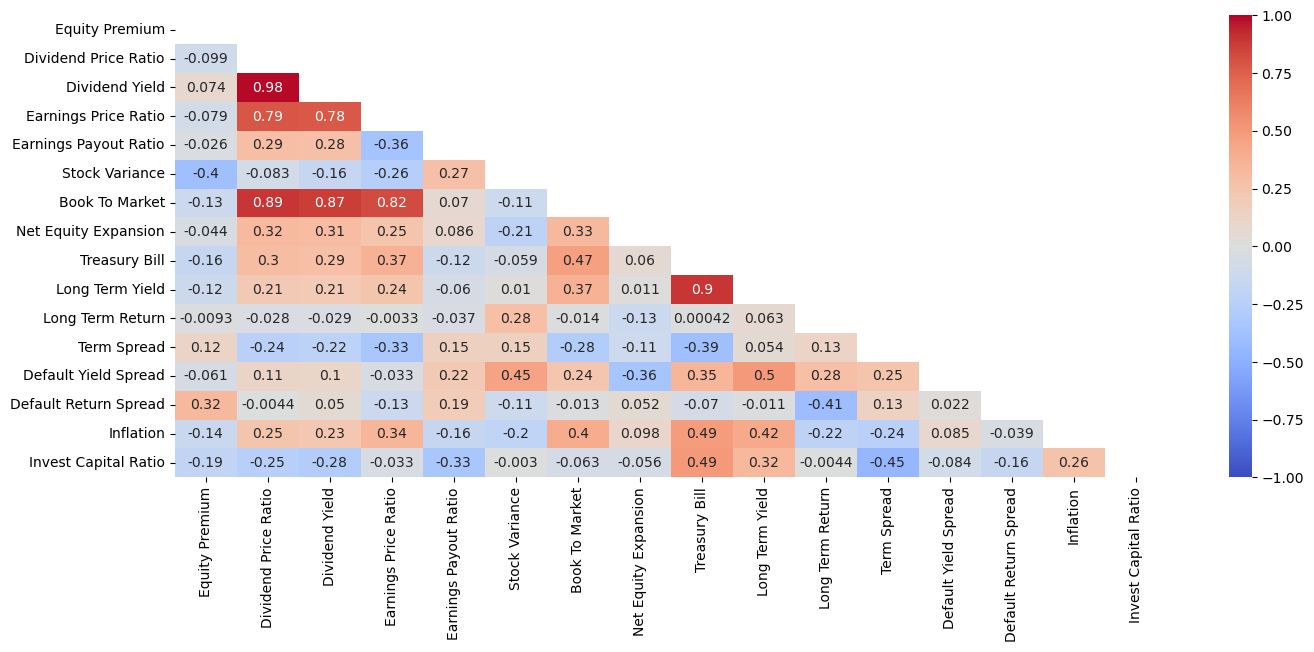 Equity Premium
Dividend Price Ratio -0.099
Dividend Yield 0.074 0.98
Earnings Price Ratio -0.079 0.79 0.78
Earnings Payout Ratio -0.026 0.29 0.28 -0.36
Stock Variance -0.4 -0.083 -0.16 -0.26 0.27
Book To Market -0.13 0.89 0.87 0.82 0.07 -0.11
Net Equity Expansion -0.044 0.32 0.31 0.25 0.086 -0.21 0.33
Treasury Bill -0.16 0.3 0.29 0.37 -0.12 -0.059 0.47 0.06
Long Term Yield -0.12 0.21 0.21 0.24 -0.06 0.01 0.37 0.011 0.9
Long Term Return -0.0093 -0.028 -0.029 -0.0033 -0.037 0.28 -0.014 -0.13 0.00042 0.063
Term Spread 0.12 -0.24 -0.22 -0.33 0.15 0.15 -0.28 -0.11 -0.39 0.054 0.13
Default Yield Spread -0.061 0.11 0.1 -0.033 0.22 0.45 0.24 -0.36 0.35 0.5 0.28 0.25
Default Return Spread 0.32 -0.0044 0.05 -0.13 0.19 -0.11 -0.013 0.052 -0.07 -0.011 -0.41 0.13 0.022
Inflation -0.14 0.25 0.23 0.34 -0.16 -0.2 0.4 0.098 0.49 0.42 -0.22 -0.24 0.085 -0.039
Invest Capital Ratio -0.19 -0.25 -0.28 -0.033 -0.33 -0.003 -0.063 -0.056 0.49 0.32 -0.0044 -0.45 -0.084 -0.16 0.26
Equity Premium
Dividend Price Ratio
Dividend Yield
Earnings Price Ratio
Earnings Payout Ratio
Stock Variance
Book To Market
Net Equity Expansion
Treasury Bill
Long Term Yield
Long Term Return
Term Spread
Default Yield Spread
Default Return Spread
Inflation
Invest Capital Ratio
1.00
0.75
0.50
0.25
0.00
−0.25
−0.50
−0.75
−1.00